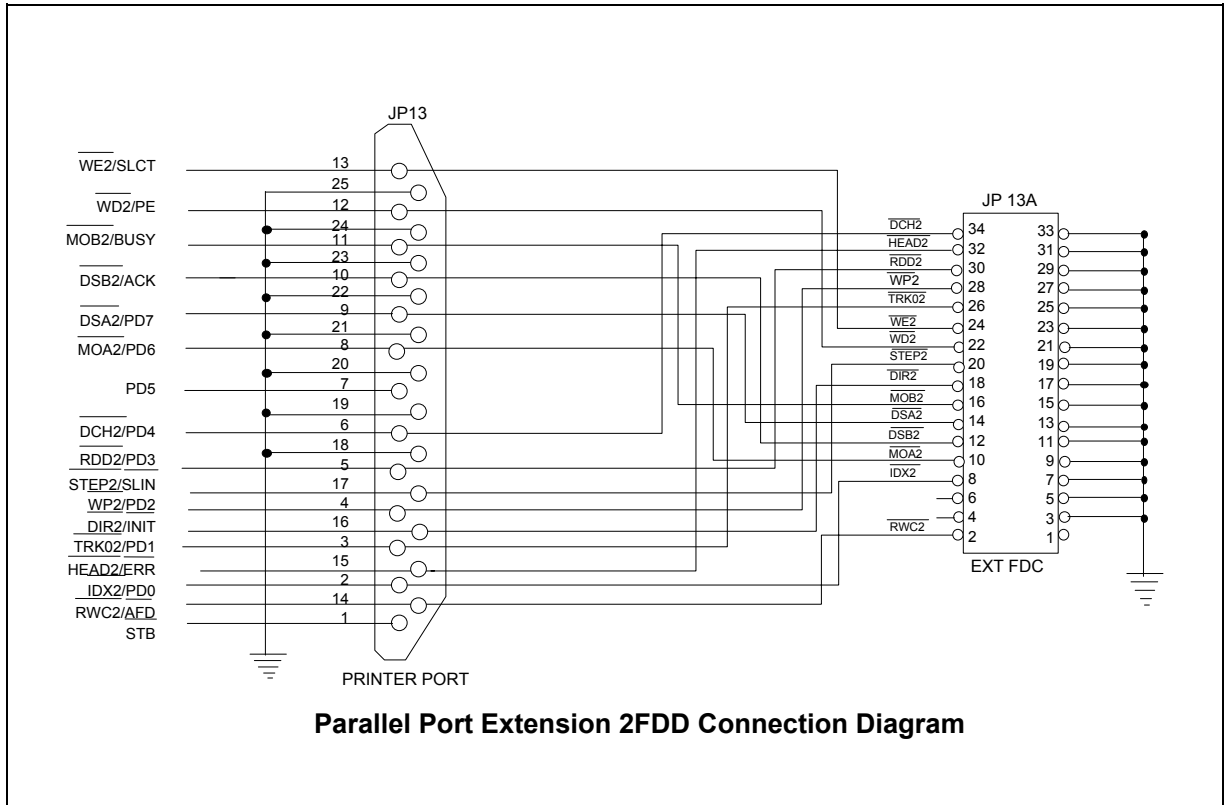 JP13
WE2/SLCT
WD2/PE
MOB2/BUSY
DSB2/ACK
DSA2/PD7
MOA2/PD6
PD5
DCH2/PD4
RDD2/PD3
STEP2/SLIN
WP2/PD2
DIR2/INIT
TRK02/PD1
HEAD2/ERR
IDX2/PD0
RWC2/AFD
STB
13
25
12
24
11
23
10
22
9
21
8
20
7
19
6
18
5
17
4
16
3
15
2
14
1
PRINTER PORT
JP 13A
DCH2
HEAD2
RDD2
WP2
TRK02
WE2
WD2
STEP2
DIR2
MOB2
DSA2
DSB2
MOA2
IDX2
RWC2
34 33
32 31
30 29
28 27
26 25
24 23
22 21
20 19
18 17
16 15
14 13
12 11
10 9
8 7
6 5
4 3
2 1
EXT FDC
Parallel Port Extension 2FDD Connection Diagram